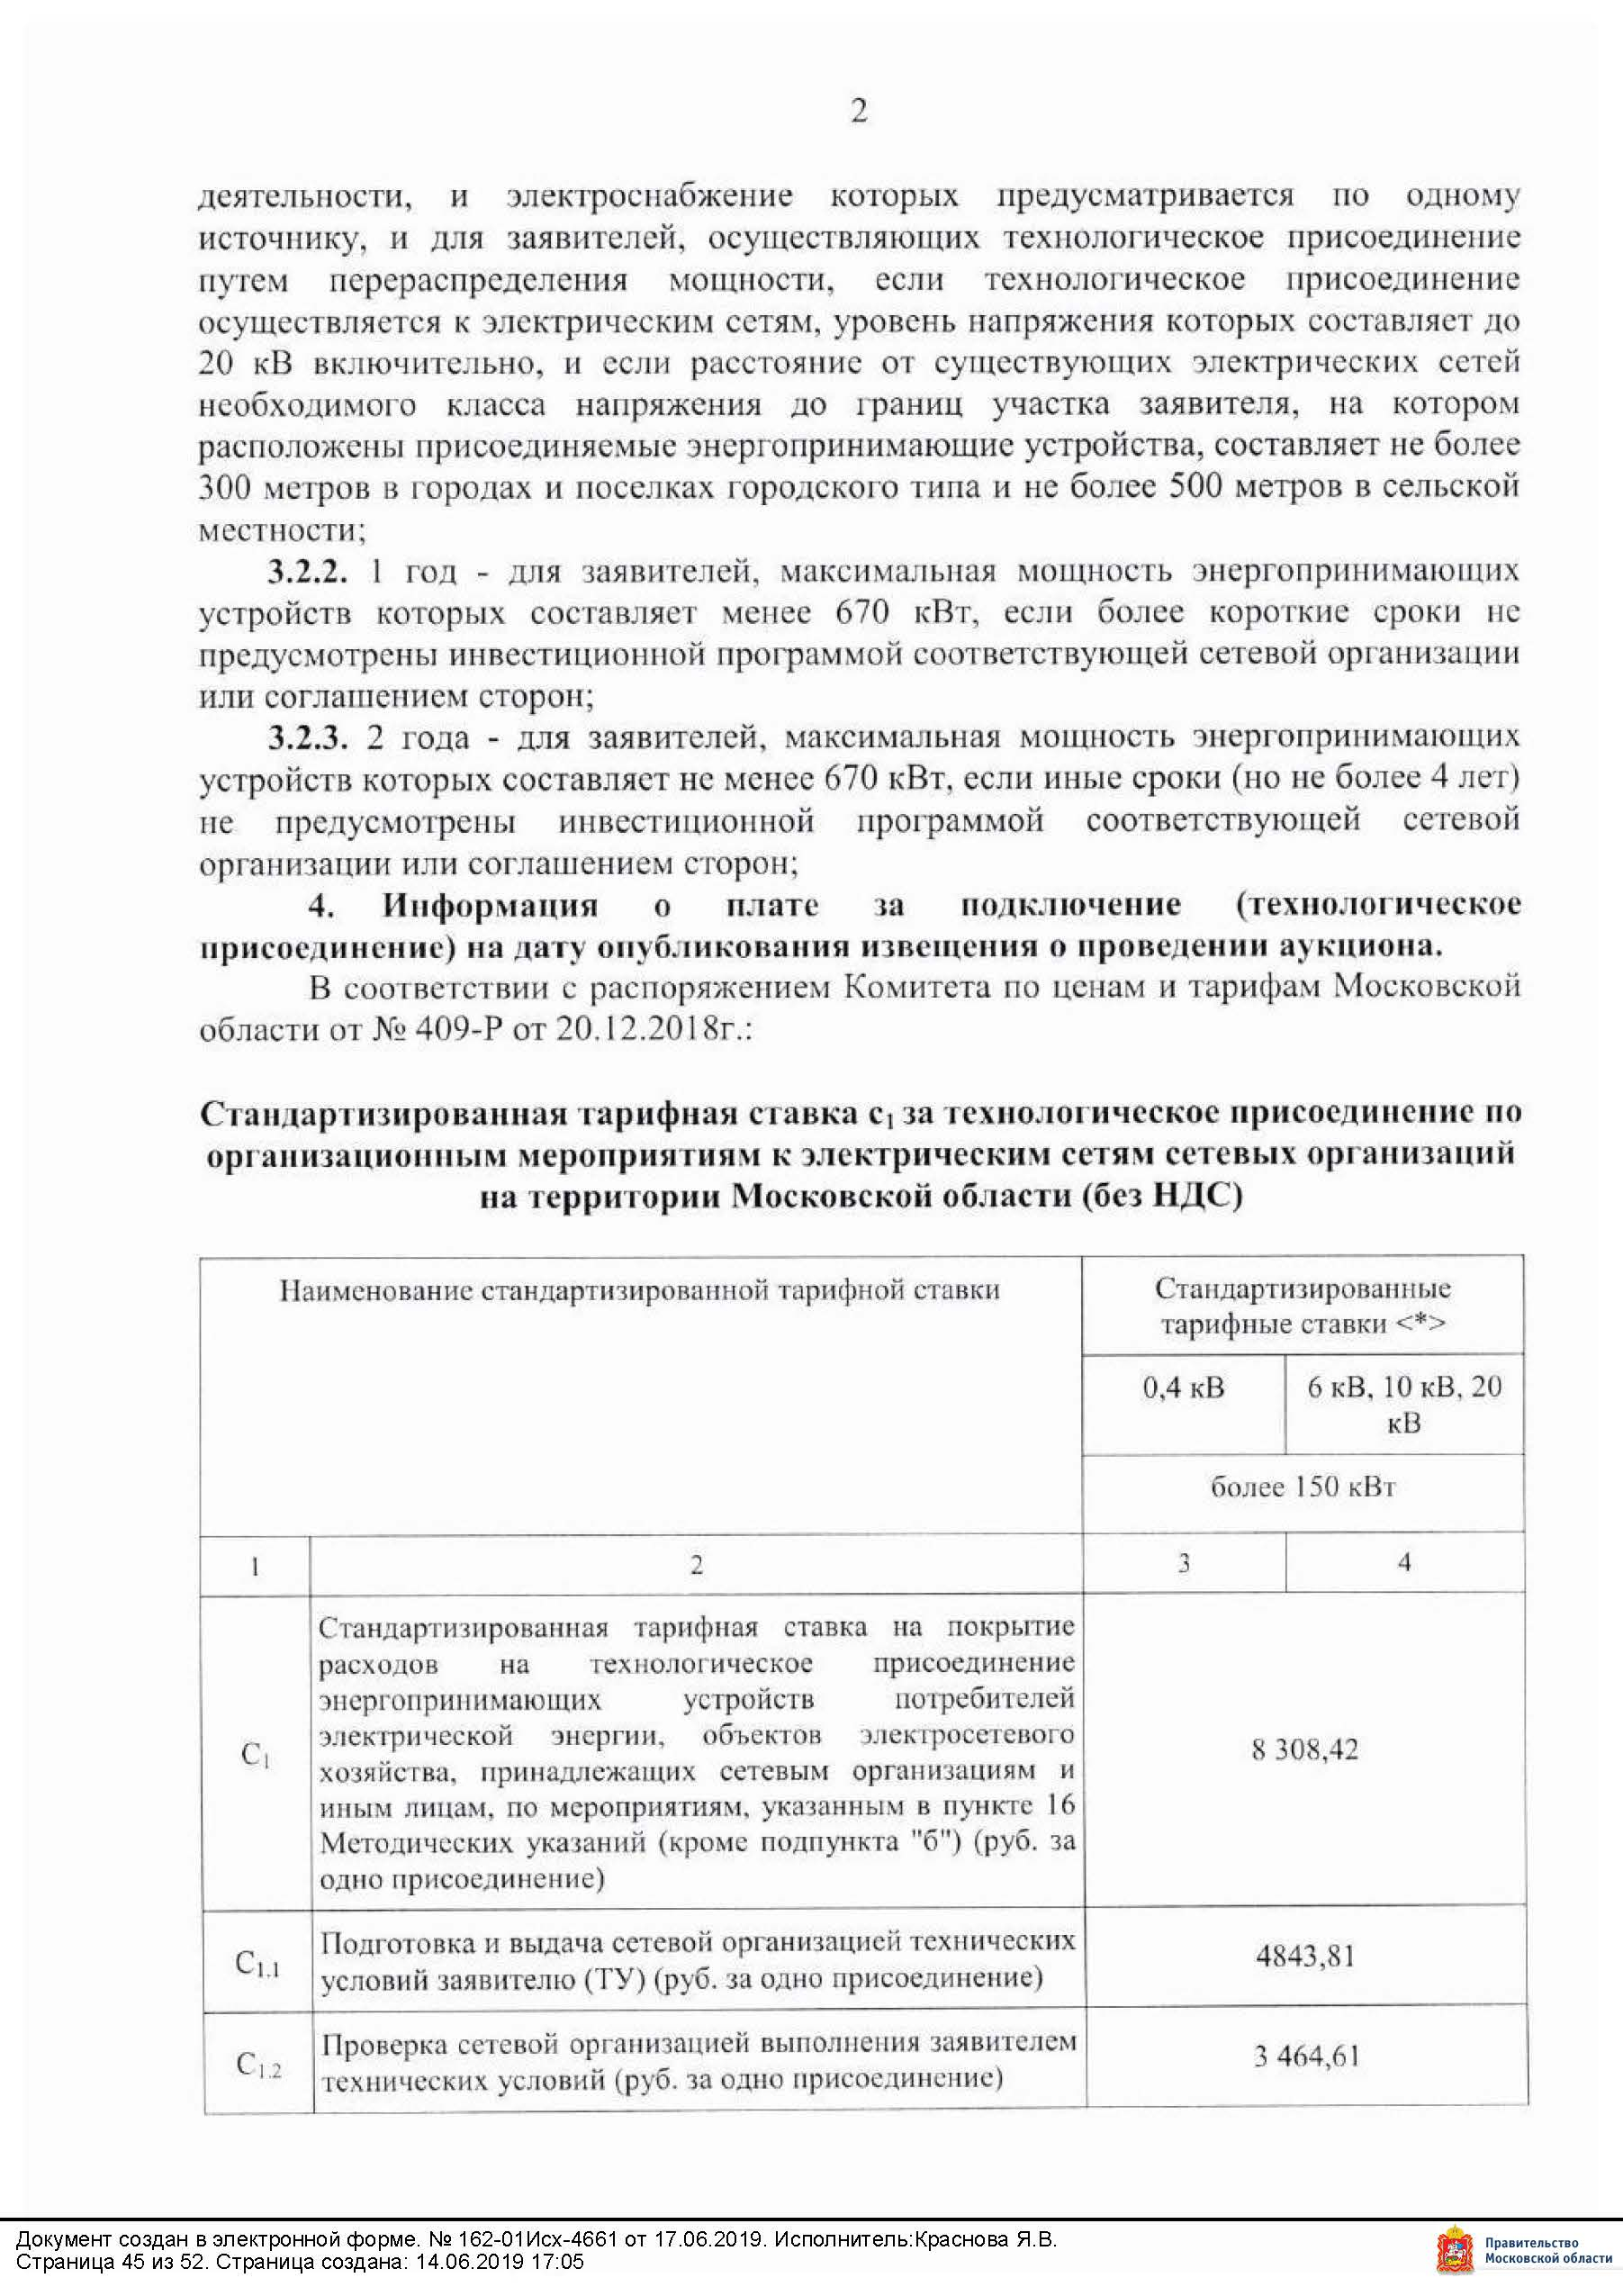 2
деятельности, и электроснабжение которых предусматривается по одному
источнику, и для заявителей, осуществляющих технологическое присоединение
путем перераспределения мощности, если технологическое присоединение
осуществляется к электрическим сетям, уровень напряжения которых составляет до
20 кВ включительно, и если расстояние от существующих электрических сетей
необходимого класса напряжения до границ участка заявителя, на котором
расположены присоединяемые энергопринимающие устройства, составляет не более
300 метров в городах и поселках городского типа и не более 500 метров в сельской
местности;
3.2.2. 1 год - для заявителей, максимальная мощность энергопринимающих
устройств которых составляет менее 670 кВт, если более короткие сроки не
предусмотрены инвестиционной программой соответствующей сетевой организации
или соглашением сторон;
3.2.3. 2 года - для заявителей, максимальная мощность энергопринимающих
устройств которых составляет не менее 670 кВт, если иные сроки (но не более 4 лет)
не предусмотрены инвестиционной программой соответствующей сетевой
организации или соглашением сторон;
4. Информация о плате за подключение (технологическое
присоединение) на дату опубликования извещения о проведении аукциона.
В соответствии с распоряжением Комитета по ценам и тарифам Московской
области от № 409-Р от 20.12.2018г.:
Стандартизированная тарифная ставка с1 за технологическое присоединение по
организационным мероприятиям к электрическим сетям сетевых организаций
на территории Московской области (без НДС)
Наименование стандартизированной тарифной ставки
Стандартизированные
тарифные ставки <*>
0,4 кВ
6 кВ, 10 кВ, 20
кВ
более 150 кВт
1 2 3 4
С1
Стандартизированная тарифная ставка на покрытие
расходов на технологическое присоединение
энергопринимающих устройств потребителей
электрической энергии, объектов электросетевого
хозяйства, принадлежащих сетевым организациям и
иным лицам, по мероприятиям, указанным в пункте 16
Методических указаний (кроме подпункта "б") (руб. за
одно присоединение)
8 308,42
С1.1
Подготовка и выдача сетевой организацией технических
условий заявителю (ТУ) (руб. за одно присоединение)
4843,81
С1.2
Проверка сетевой организацией выполнения заявителем
технических условий (руб. за одно присоединение)
3 464,61
Документ создан в электронной форме. № 162-01Исх-4661 от 17.06.2019. Исполнитель:Краснова Я.В.
Страница 45 из 52. Страница создана: 14.06.2019 17:05
Правительство
Московской области